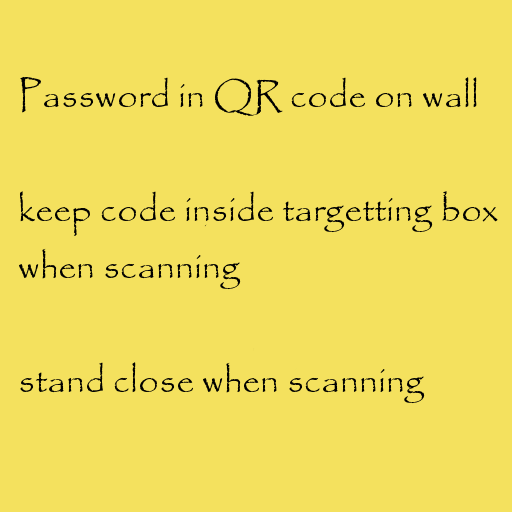 Password in QR code on wall
keep code inside targetting box
when scanning
stand close when scanning